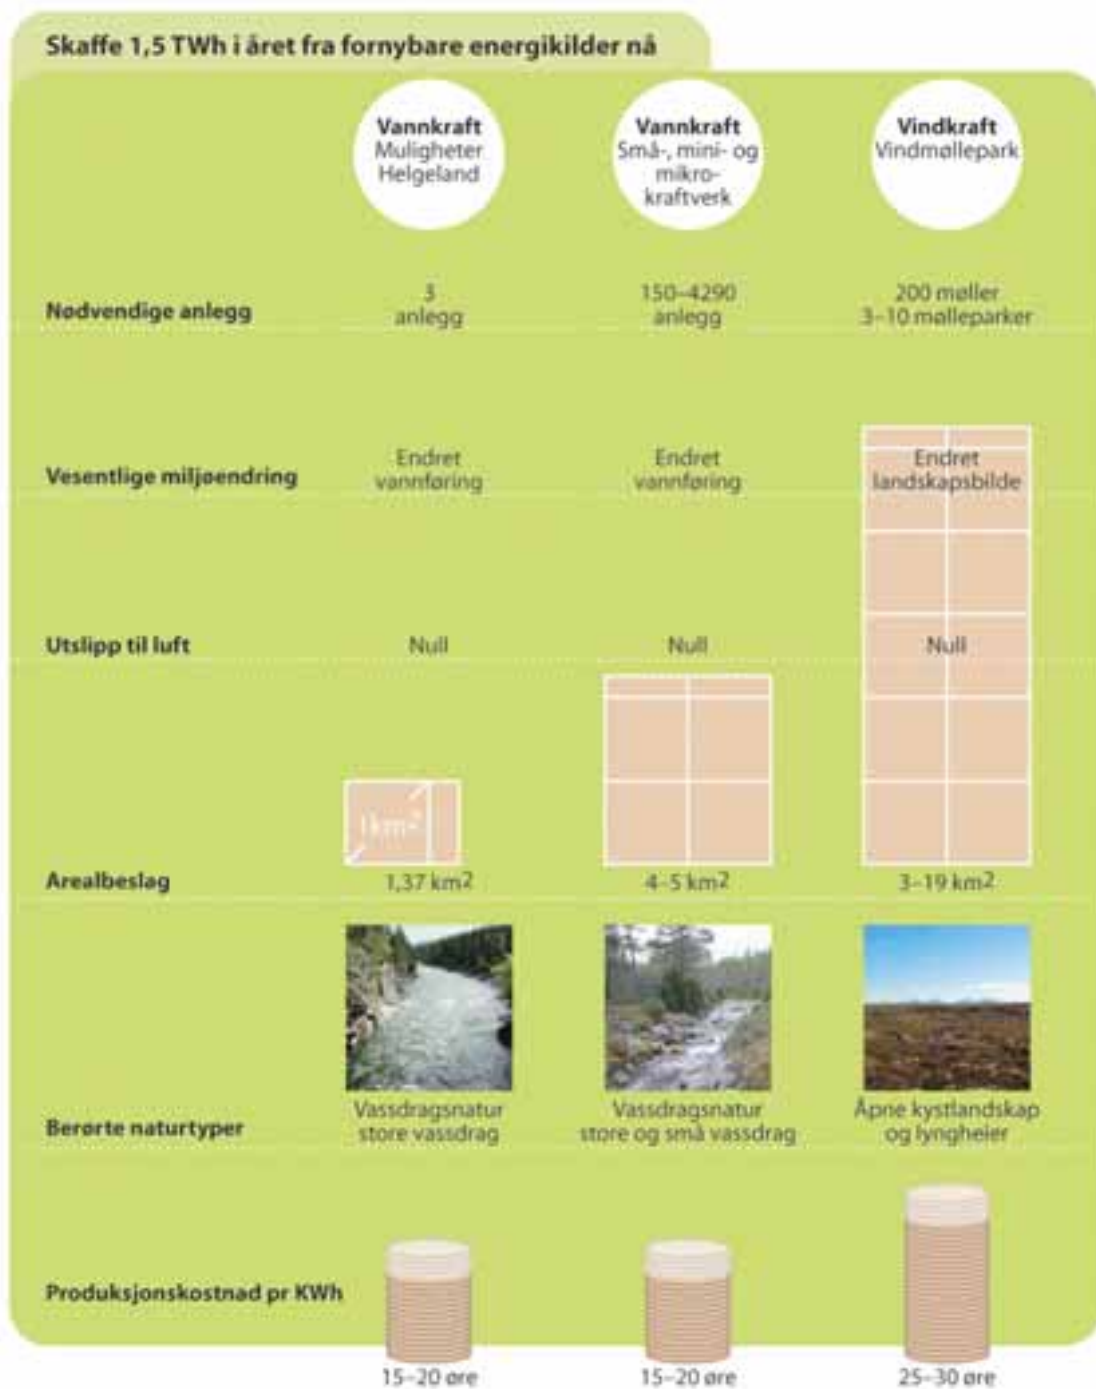 Skaffe 1,5 TWh i året fra fornybare energikilder nå
Vannkraft
Muligheter
Helgeland
Vannkraft
Små-, mini- og
mikro-
kraftverk
Vindkraft
Vindmøllepark
Nødvendige anlegg
3
anlegg
150–4290
anlegg
200 møller
3–10 mølleparker
Vesentlige miljøendring
Endret
vannføring
Endret
vannføring
Endret
landskapsbilde
Utslipp til luft
Null
Null
Null
1km²
Arealbeslag
1,37 km2
4–5 km2
3–19 km2
Berørte naturtyper
Vassdragsnatur
store vassdrag
Vassdragsnatur
store og små vassdrag
Åpne kystlandskap
og lyngheier
Produksjonskostnad pr KWh
15–20 øre
15–20 øre
25–30 øre